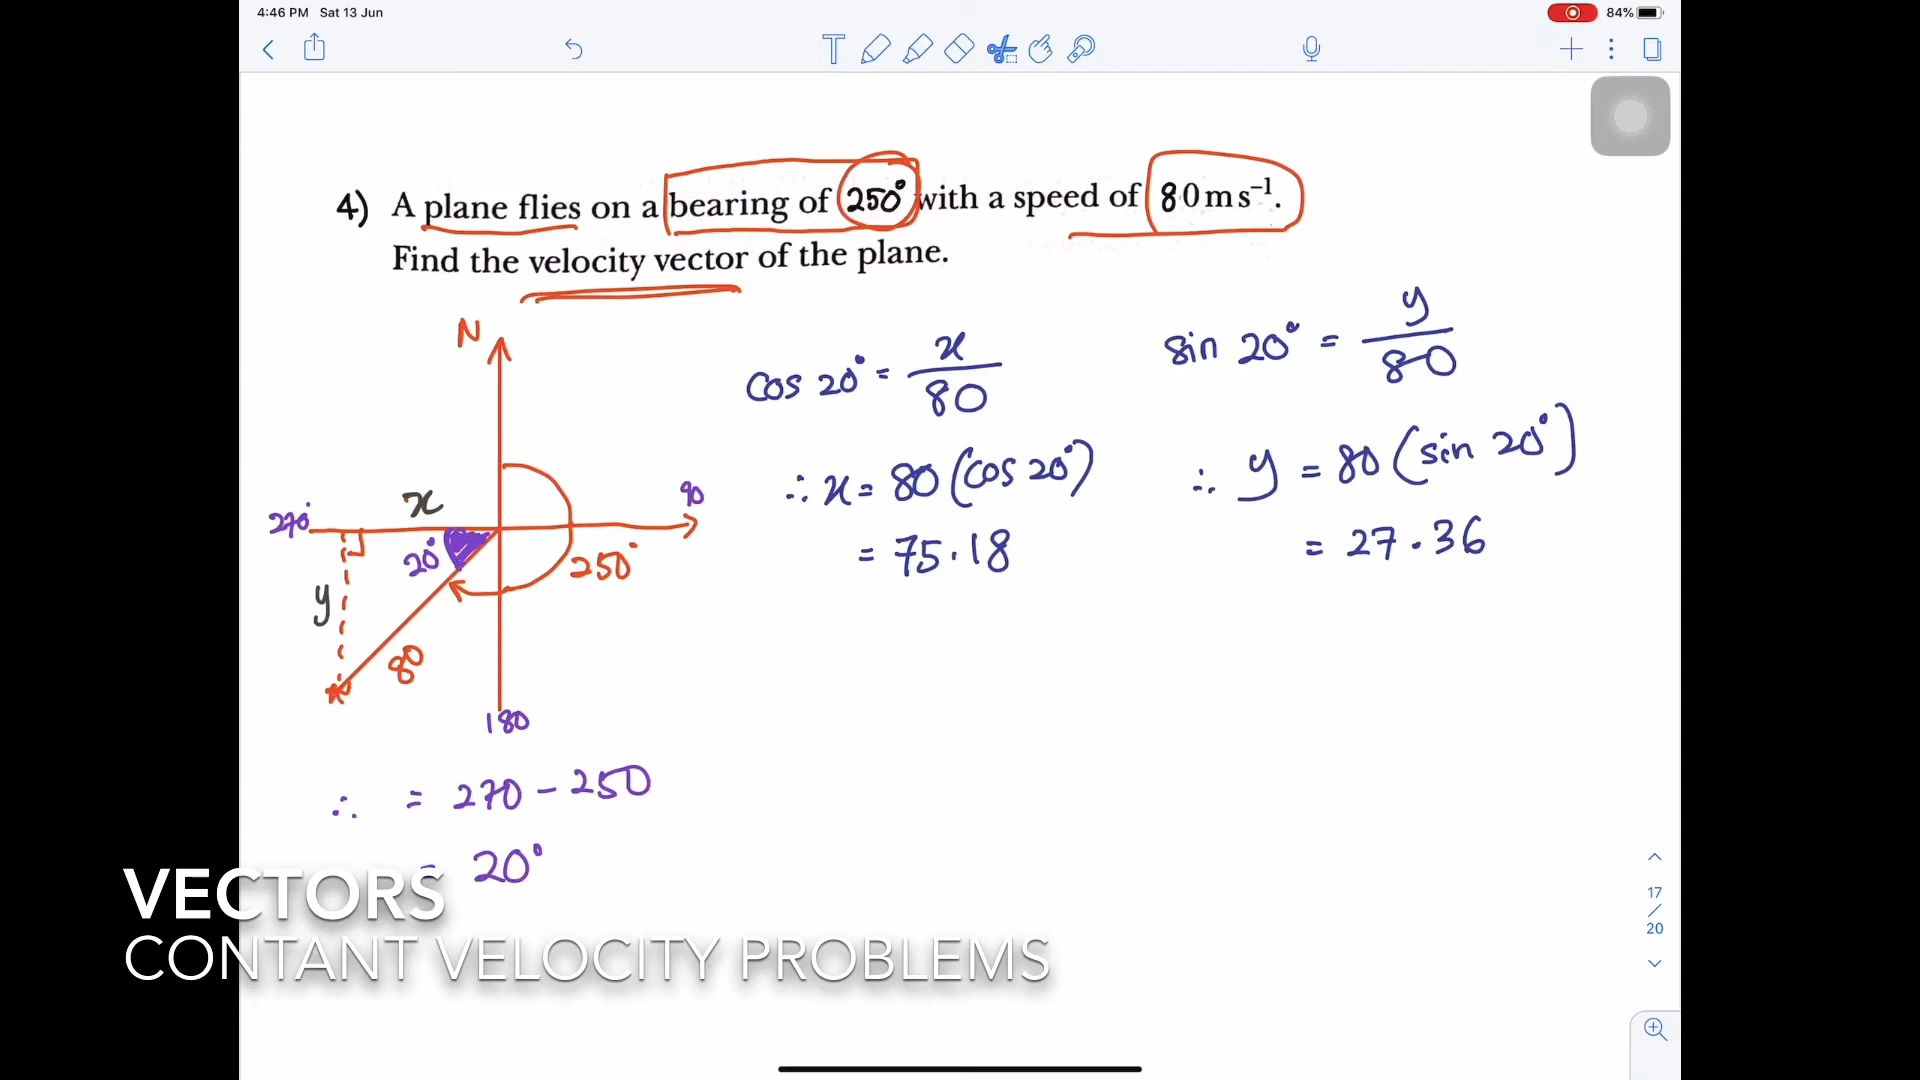 4:46 PM Sat 13 Jun
84%
4) A plane flies on a bearing of 250° with a speed of 80 m s⁻¹.
Find the velocity vector of the plane.
N
x
270°
90
20°
250°
y
80
180
∴ = 270 - 250
= 20°
cos 20° = x/80
∴ x = 80 (cos 20°)
= 75.18
sin 20° = y/80
∴ y = 80 (sin 20°)
= 27.36
VECTORS
CONTANT VELOCITY PROBLEMS
17
/
20